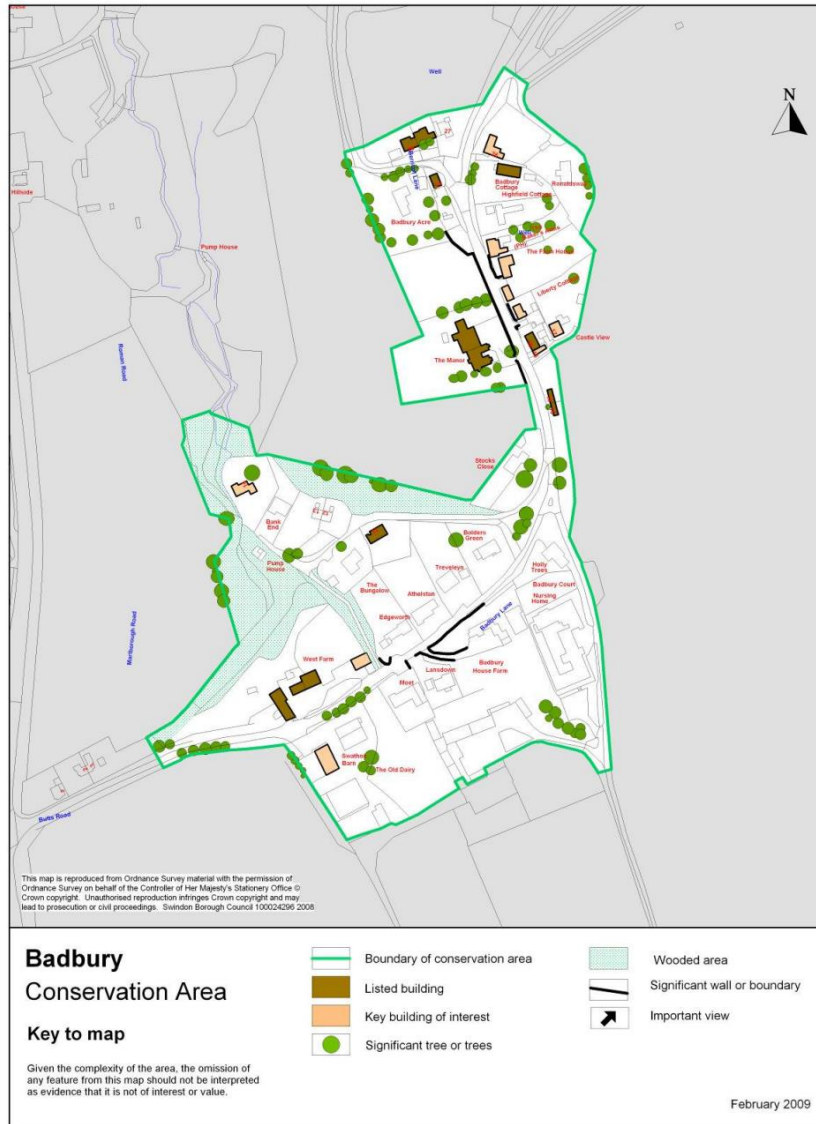 House
N
Well
Hillside
Pump House
Badbury
Cottage
Highfield Cottage
Badbury Acre
The Farm House
Liberty Cottage
Castle View
The Manor
Roman Road
Stocks
Close
Bank
End
Pump
House
Bolders
Green
Treveleyn
The
Bungalow
Athelstan
Edgeworth
Holly
Trees
Badbury Court
Nursing
Home
Badbury Lane
Marlborough Road
West Farm
Lansdown
Badbury
House Farm
Moat
Barn
The Old Dairy
Butts Road
This map is reproduced from Ordnance Survey material with the permission of
Ordnance Survey on behalf of the Controller of Her Majesty's Stationery Office ©
Crown copyright. Unauthorised reproduction infringes Crown copyright and may
lead to prosecution or civil proceedings. Swindon Borough Council 100024296 2008
Badbury
Conservation Area
Key to map
Given the complexity of the area, the omission of
any feature from this map should not be interpreted
as evidence that it is not of interest or value.
Boundary of conservation area
Listed building
Key building of interest
Significant tree or trees
Wooded area
Significant wall or boundary
Important view
February 2009